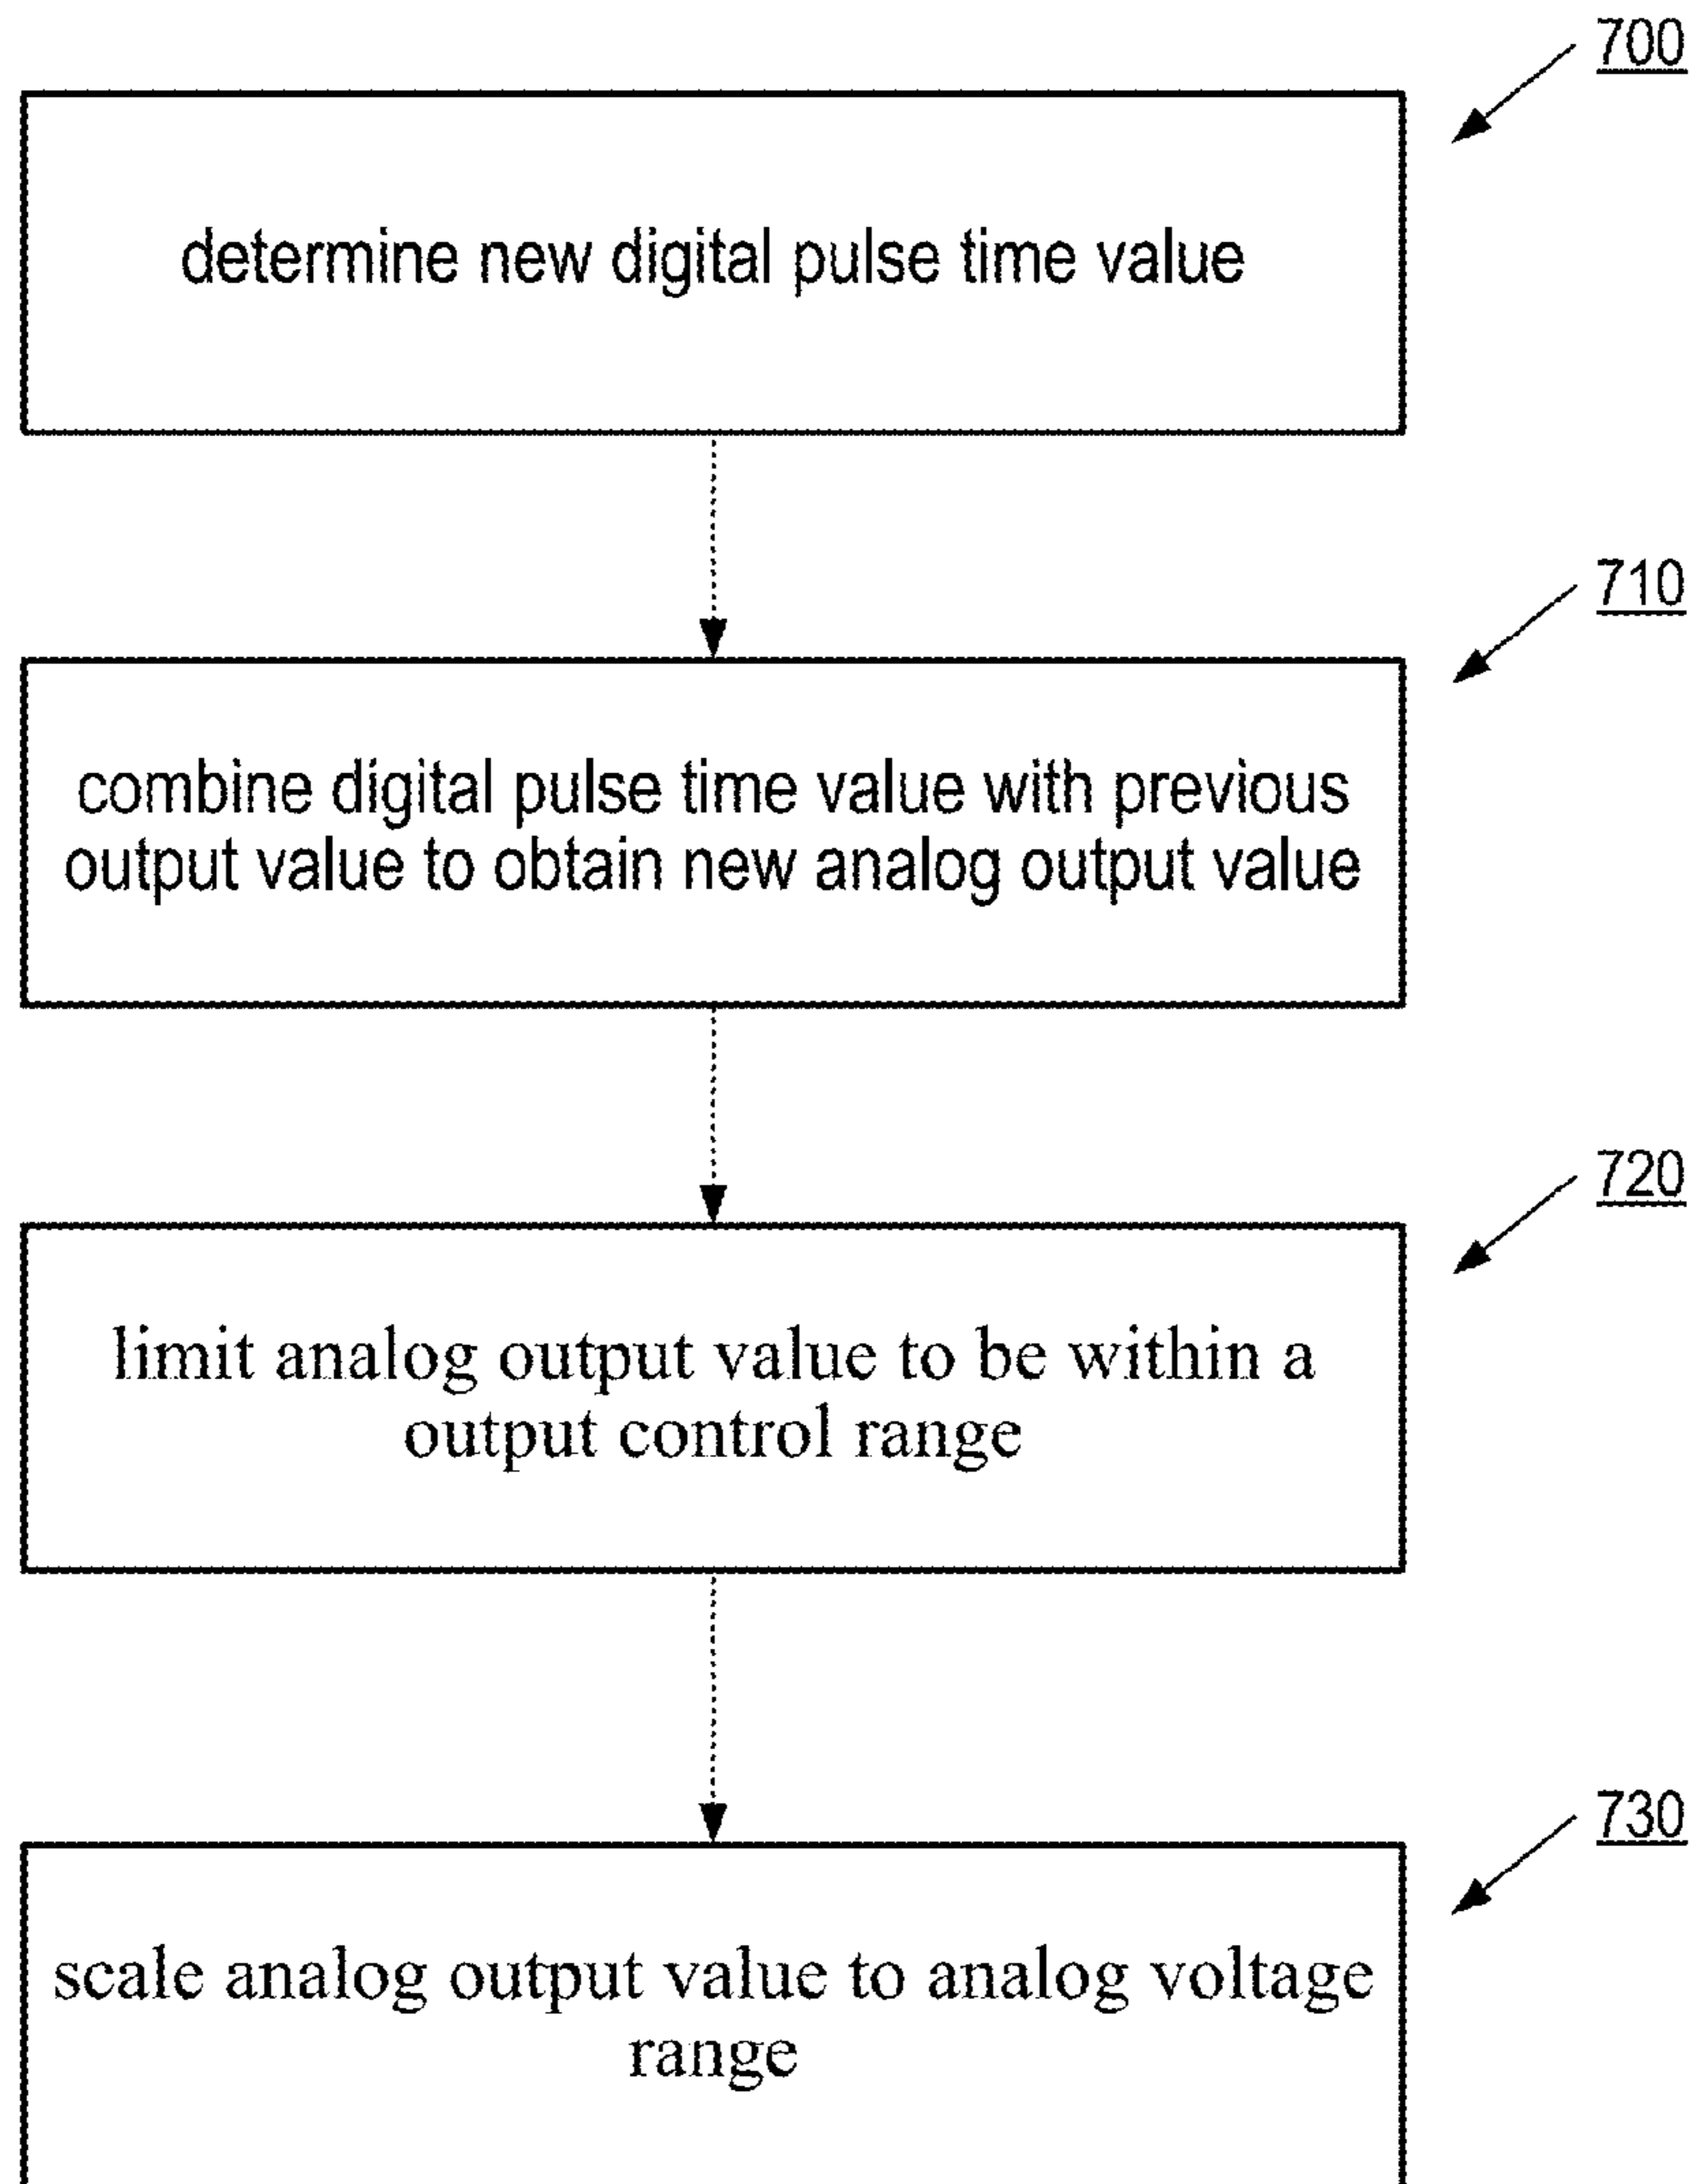 700
determine new digital pulse time value
710
combine digital pulse time value with previous
output value to obtain new analog output value
720
limit analog output value to be within a
output control range
730
scale analog output value to analog voltage
range